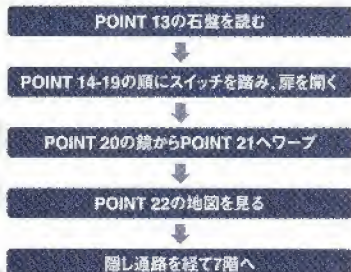 POINT 13の石盤を読む
POINT 14-19の順にスイッチを踏み、扉を開く
POINT 20の鏡からPOINT 21へワープ
POINT 22の地図を見る
隠し通路を経て7階へ